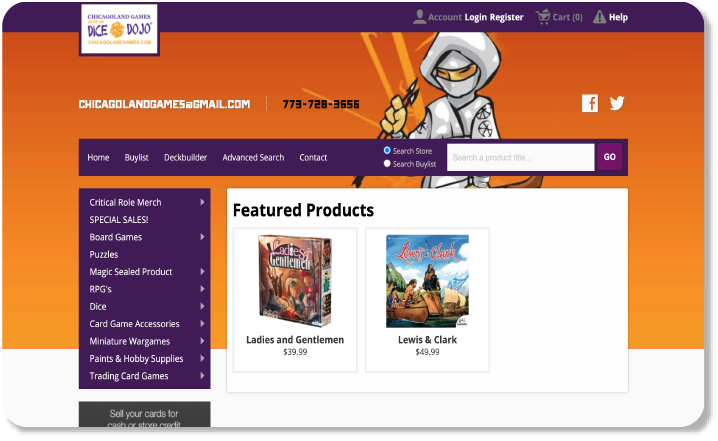 CHICAGOLAND GAMES
DICE DOJO
CHICAGOLANDGAMES.COM
Account Login Register Cart (0) Help
CHICAGOLANDGAMES@GMAIL.COM 773-728-3656
Home Buylist Deckbuilder Advanced Search Contact
Search Store
Search Buylist
Search a product title...
GO
Critical Role Merch
SPECIAL SALES!
Board Games
Puzzles
Magic Sealed Product
RPG's
Dice
Card Game Accessories
Miniature Wargames
Paints & Hobby Supplies
Trading Card Games
Sell your cards for
cash or store credit
Featured Products
Ladies & Gentlemen
Ladies and Gentlemen
$39.99
Lewis & Clark
Lewis & Clark
$49.99